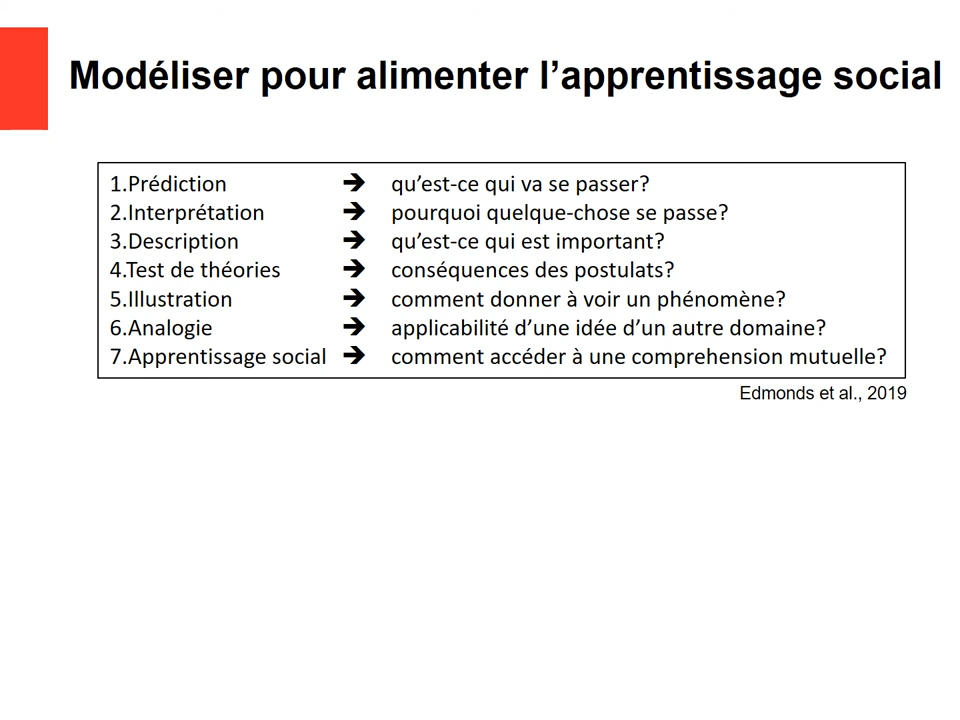 Modéliser pour alimenter l'apprentissage social
1.Prédiction ➔ qu'est-ce qui va se passer?
2.Interprétation ➔ pourquoi quelque-chose se passe?
3.Description ➔ qu'est-ce qui est important?
4.Test de théories ➔ conséquences des postulats?
5.Illustration ➔ comment donner à voir un phénomène?
6.Analogie ➔ applicabilité d'une idée d'un autre domaine?
7.Apprentissage social ➔ comment accéder à une comprehension mutuelle?
Edmonds et al., 2019